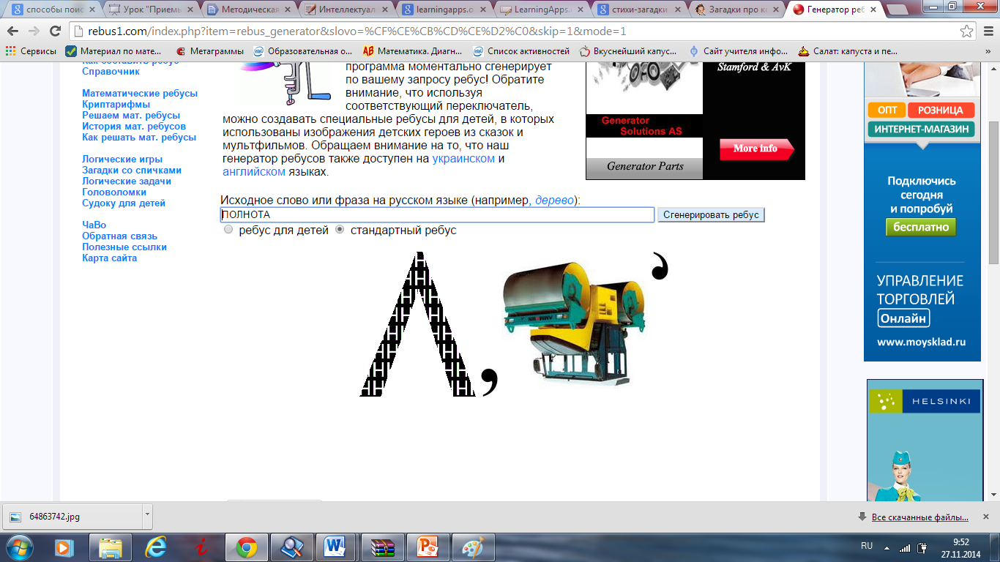 способы поис
Урок "Приемь
Методическая
Интеллектуал
learningapps.o
LearningApps.o
стихи-загадки
Загадки про ко
Генератор реб
rebus1.com/index.php?item=rebus_generator&slovo=%CF%CE%CB%CD%CE%D2%C0&skip=1&mode=1
Сервисы
Материал по мате...
Метаграммы
Образовательная о...
Математика. Диагн...
Список активностей
Вкуснейший капус...
Сайт учителя инфо...
Салат: капуста и пе...
»
Как составить ребус
Справочник
Математические ребусы
Криптарифмы
Решаем мат. ребусы
История мат. ребусов
Как решать мат. ребусы
Логические игры
Загадки со спичками
Логические задачи
Головоломки
Судоку для детей
ЧаВо
Обратная связь
Полезные ссылки
Карта сайта
программа моментально сгенерирует
по вашему запросу ребус! Обратите
внимание, что используя
соответствующий переключатель,
можно создавать специальные ребусы для детей, в которых
использованы изображения детских героев из сказок и
мультфильмов. Обращаем внимание на то, что наш
генератор ребусов также доступен на украинском и
английском языках.
Stamford & AvK
Generator
Solutions AS
More info
Generator Parts
Исходное слово или фраза на русском языке (например, дерево):
ПОЛНОТА
Сгенерировать ребус
ребус для детей стандартный ребус
Л, ,
AMMANN
ОПТ
РОЗНИЦА
ИНТЕРНЕТ-МАГАЗИН
Подключись
сегодня
и попробуй
бесплатно
УПРАВЛЕНИЕ
ТОРГОВЛЕЙ
Онлайн
www.moysklad.ru
HELSINKI
64863742.jpg
Все скачанные файлы...
RU
9:52
27.11.2014